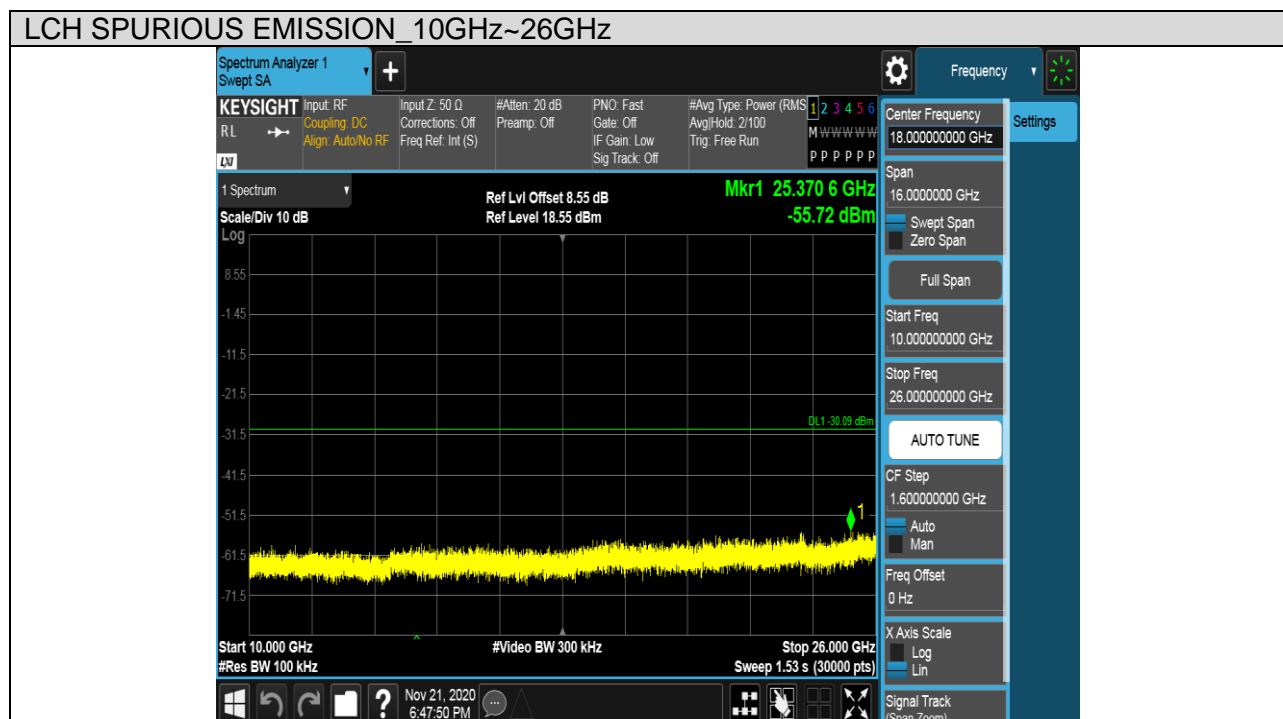 LCH SPURIOUS EMISSION_10GHz~26GHz
Spectrum Analyzer 1
Swept SA
+
Frequency
KEYSIGHT
RL
LXI
Input: RF
Coupling: DC
Align: Auto/No RF
Input Z: 50 Ω
Corrections: Off
Freq Ref: Int (S)
#Atten: 20 dB
Preamp: Off
PNO: Fast
Gate: Off
IF Gain: Low
Sig Track: Off
#Avg Type: Power (RMS
Avg|Hold: 2/100
Trig: Free Run
1 2 3 4 5 6
M W W W W W
P P P P P P
1 Spectrum
Scale/Div 10 dB
Ref Lvl Offset 8.55 dB
Ref Level 18.55 dBm
Mkr1 25.370 6 GHz
-55.72 dBm
Log
8.55
-1.45
-11.5
-21.5
-31.5
-41.5
-51.5
-61.5
-71.5
DL1 -30.09 dBm
1
Start 10.000 GHz
#Res BW 100 kHz
#Video BW 300 kHz
Stop 26.000 GHz
Sweep 1.53 s (30000 pts)
?
Nov 21, 2020
6:47:50 PM
Center Frequency
18.000000000 GHz
Span
16.0000000 GHz
Swept Span
Zero Span
Full Span
Start Freq
10.000000000 GHz
Stop Freq
26.000000000 GHz
AUTO TUNE
CF Step
1.600000000 GHz
Auto
Man
Freq Offset
0 Hz
X Axis Scale
Log
Lin
Signal Track
(Span Zoom)
Settings